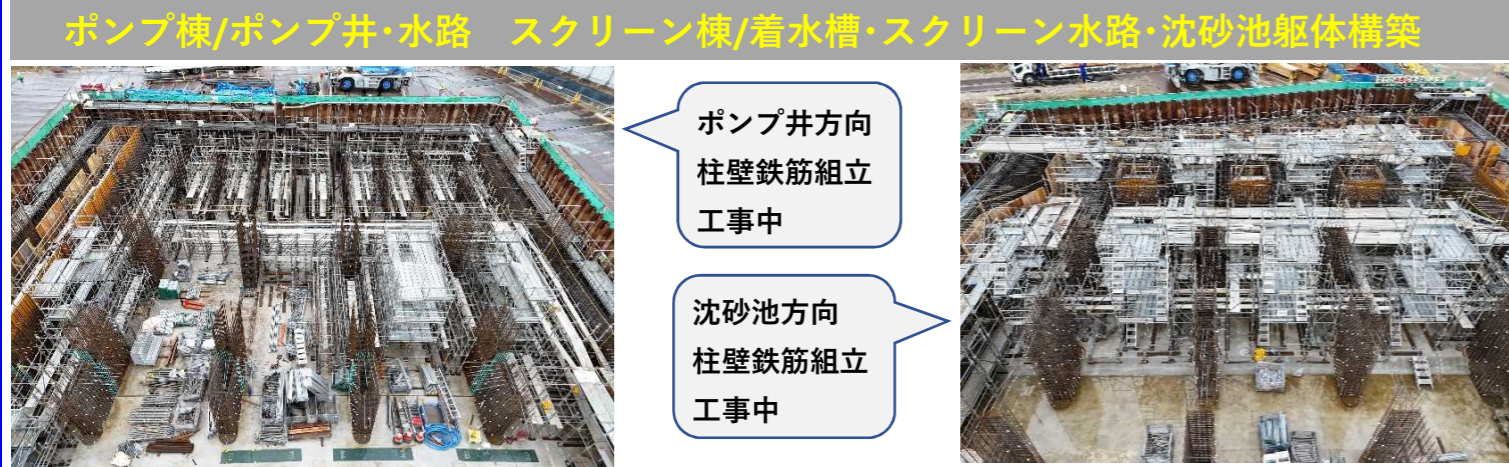 ポンプ棟/ポンプ井・水路　スクリーン棟/着水槽・スクリーン水路・沈砂池躯体構築
ポンプ井方向
柱壁鉄筋組立
工事中
沈砂池方向
柱壁鉄筋組立
工事中